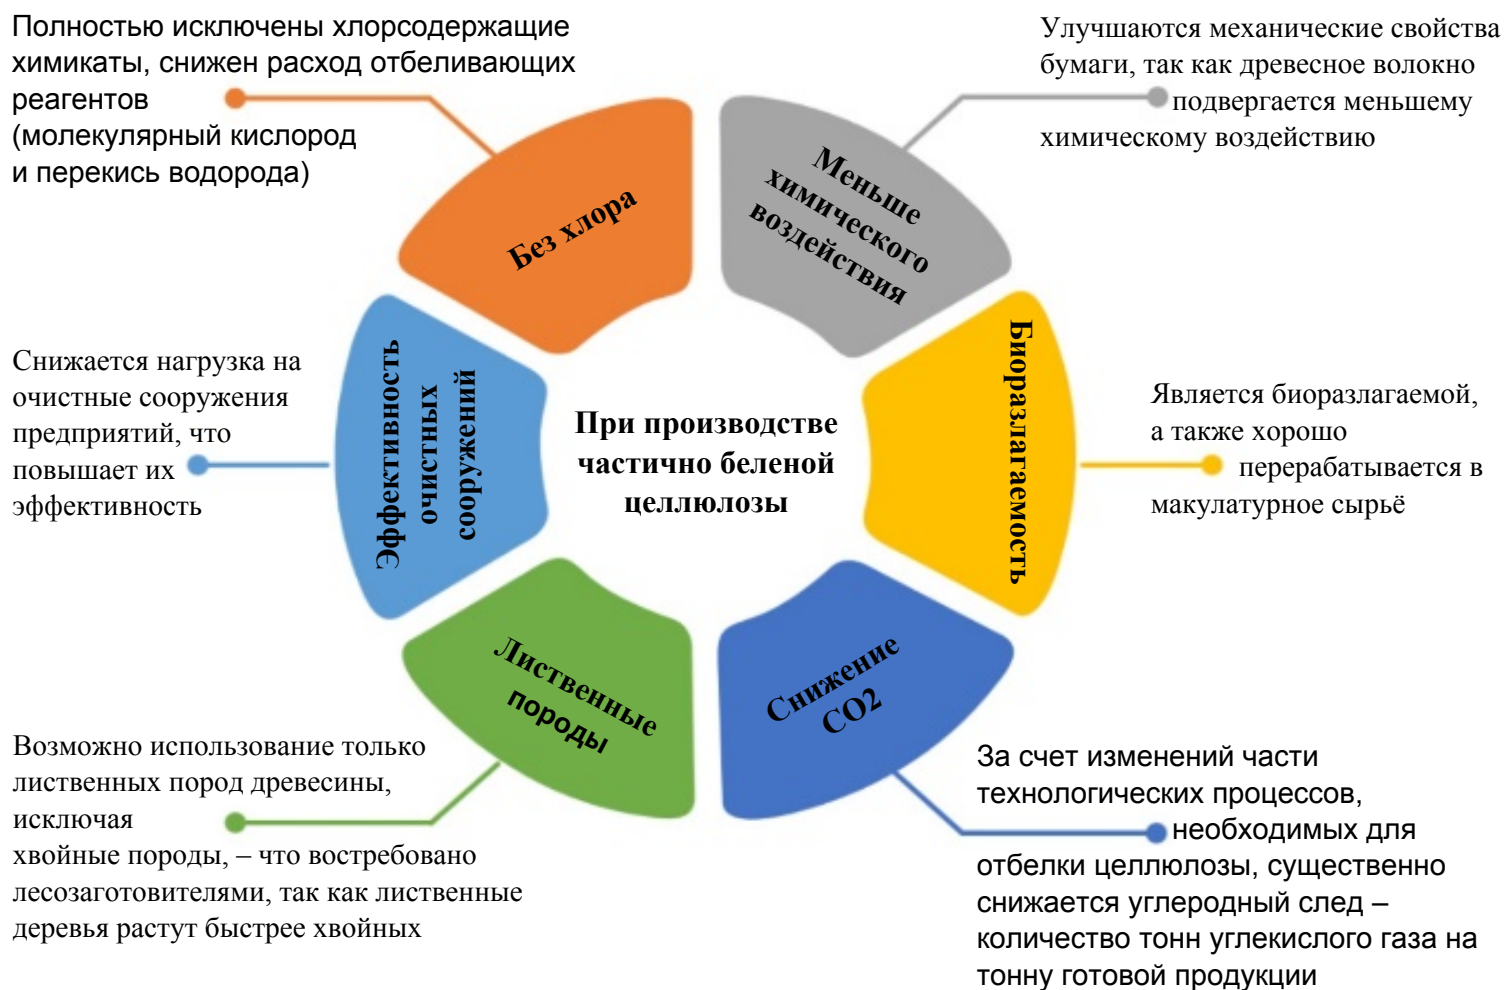 Полностью исключены хлорсодержащие
химикаты, снижен расход отбеливающих
реагентов
(молекулярный кислород
и перекись водорода)
Улучшаются механические свойства
бумаги, так как древесное волокно
подвергается меньшему
химическому воздействию
Без хлора
Меньше
химического
воздействия
Снижается нагрузка на
очистные сооружения
предприятий, что
повышает их
эффективность
Эффективность
очистных
сооружений
При производстве
частично беленой
целлюлозы
Биоразлагаемость
Является биоразлагаемой,
а также хорошо
перерабатывается в
макулатурное сырьё
Лиственные
породы
Снижение
СО2
Возможно использование только
лиственных пород древесины,
исключая
хвойные породы, – что востребовано
лесозаготовителями, так как лиственные
деревья растут быстрее хвойных
За счет изменений части
технологических процессов,
необходимых для
отбелки целлюлозы, существенно
снижается углеродный след –
количество тонн углекислого газа на
тонну готовой продукции